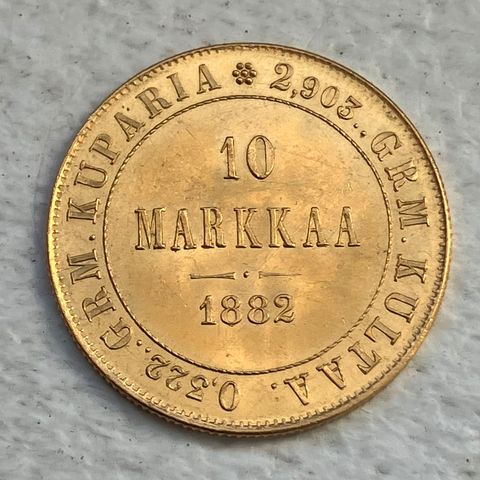 10
MARKKAA
1882
2,903..GRM.KULTAA. 0,322..GRM.KUPARIA